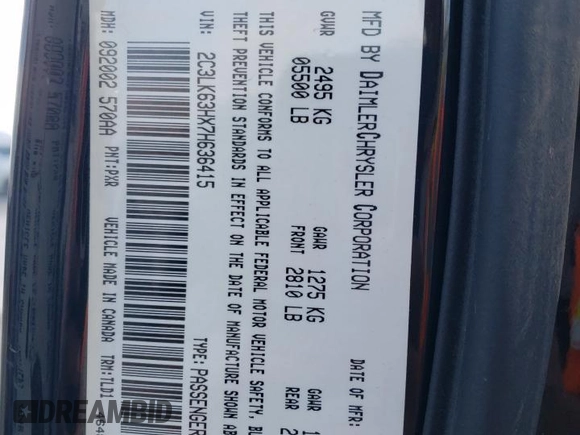 MFD BY DAIMLERCHRYSLER CORPORATION DATE OF MFR:
GVWR 2495 KG GAWR 1275 KG GAWR
05500 LB FRONT 2810 LB REAR
THIS VEHICLE CONFORMS TO ALL APPLICABLE FEDERAL MOTOR VEHICLE SAFETY,
THEFT PREVENTION STANDARDS IN EFFECT ON THE DATE OF MANUFACTURE SHOWN
VIN: 2C3LK63HX7H636415 TYPE: PASSENGER
MDH: 092002 570AA PNT:PXR VEHICLE MADE IN CANADA TRM:TLD1
DREAMBID